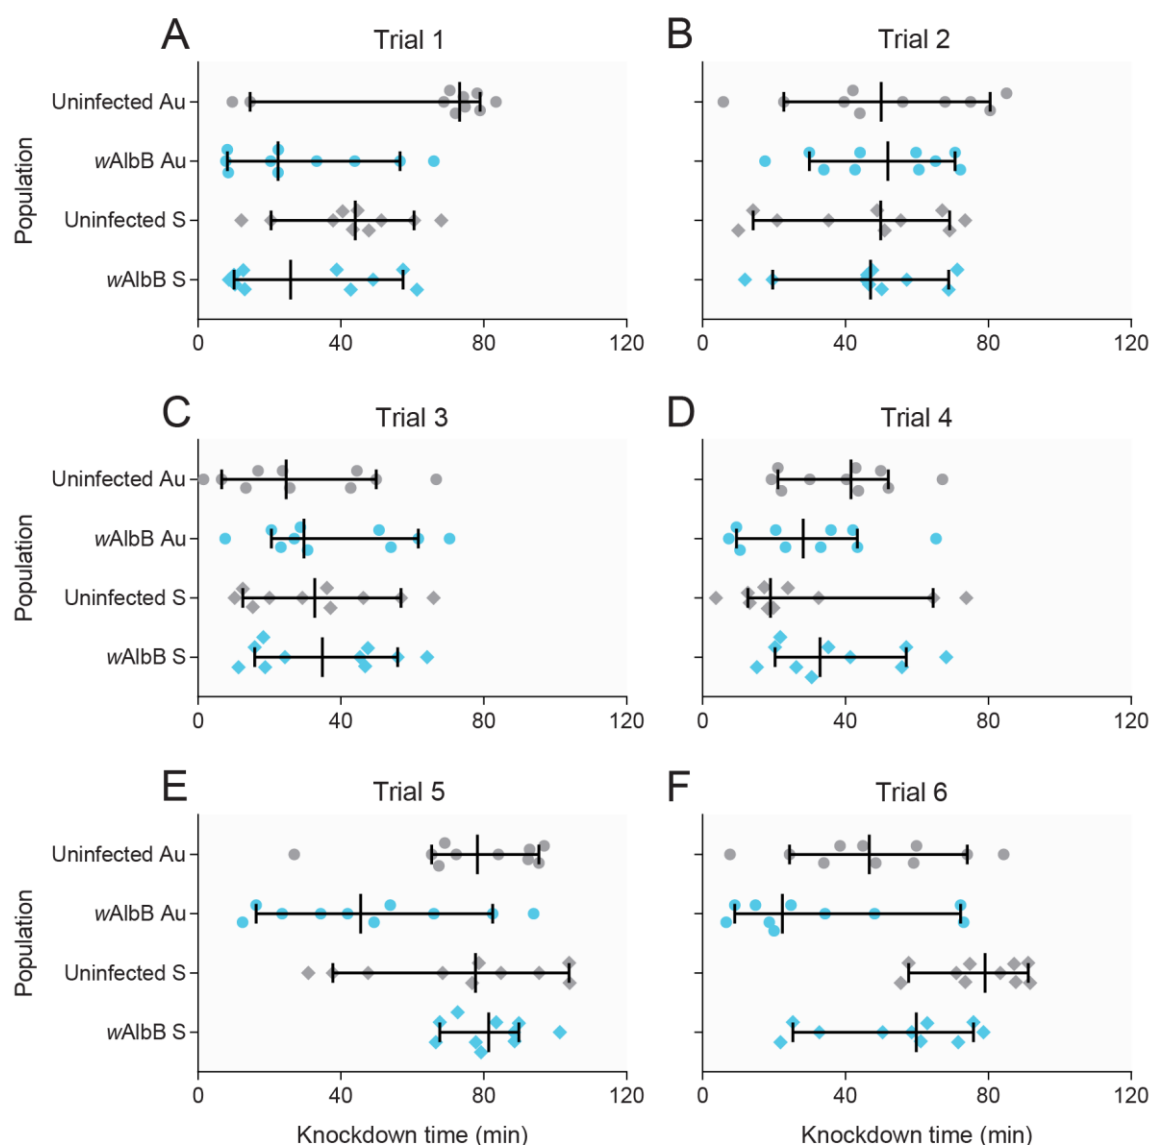 A
Trial 1
B
Trial 2
Population
Uninfected Au
wAlbB Au
Uninfected S
wAlbB S
0
40
80
120
0
40
80
120
C
Trial 3
D
Trial 4
Population
Uninfected Au
wAlbB Au
Uninfected S
wAlbB S
0
40
80
120
0
40
80
120
E
Trial 5
F
Trial 6
Population
Uninfected Au
wAlbB Au
Uninfected S
wAlbB S
0
40
80
120
0
40
80
120
Knockdown time (min)
Knockdown time (min)